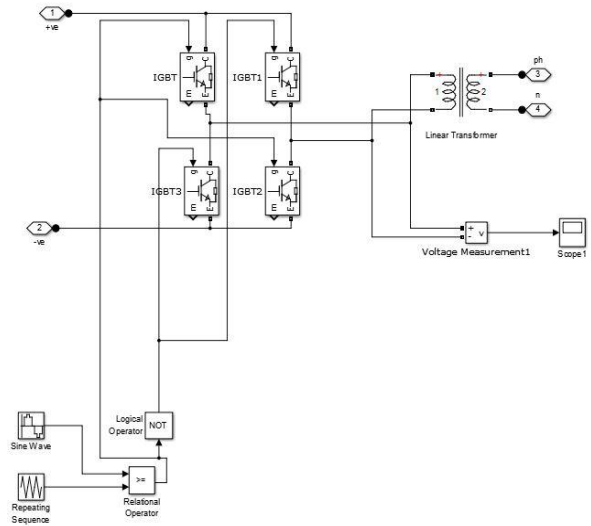 1
+ve
g
C
m
E
IGBT
g
C
m
E
IGBT1
ph
3
1
2
n
4
Linear Transformer
g
C
m
E
IGBT3
g
C
m
E
IGBT2
2
-ve
+
-
v
Voltage Measurement1
Scope1
Logical
Operator
NOT
Sine Wave
>=
Relational
Operator
Repeating
Sequence